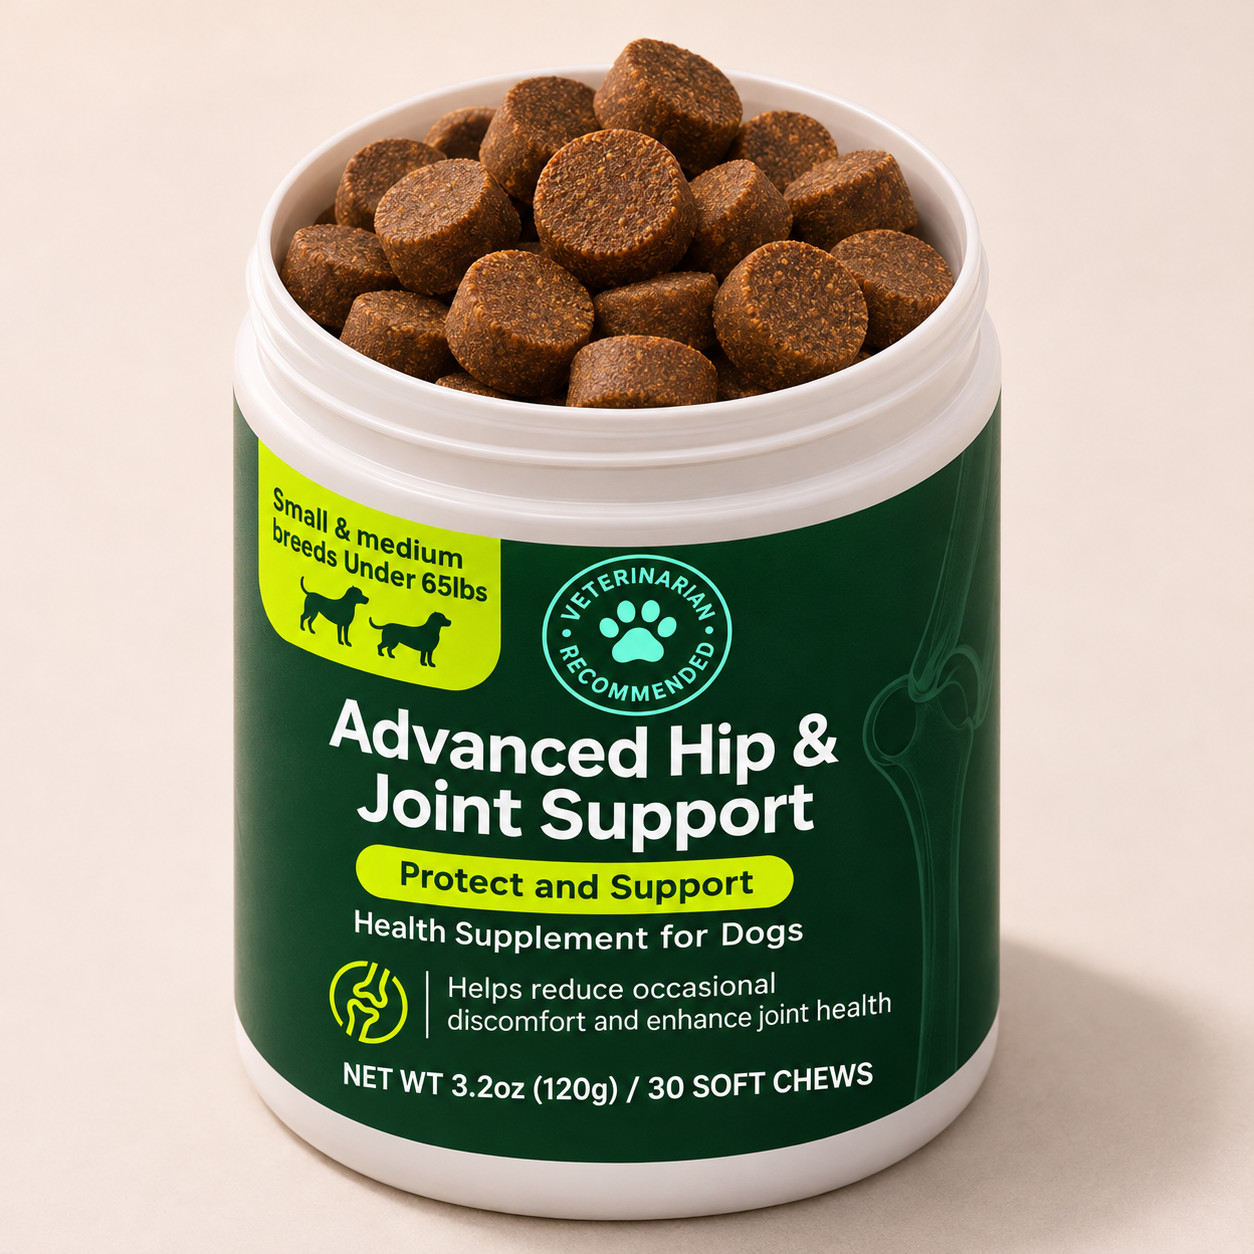 Small & medium
breeds Under 65lbs
VETERINARIAN
RECOMMENDED
Advanced Hip &
Joint Support
Protect and Support
Health Supplement for Dogs
Helps reduce occasional
discomfort and enhance joint health
NET WT 3.2oz (120g) / 30 SOFT CHEWS